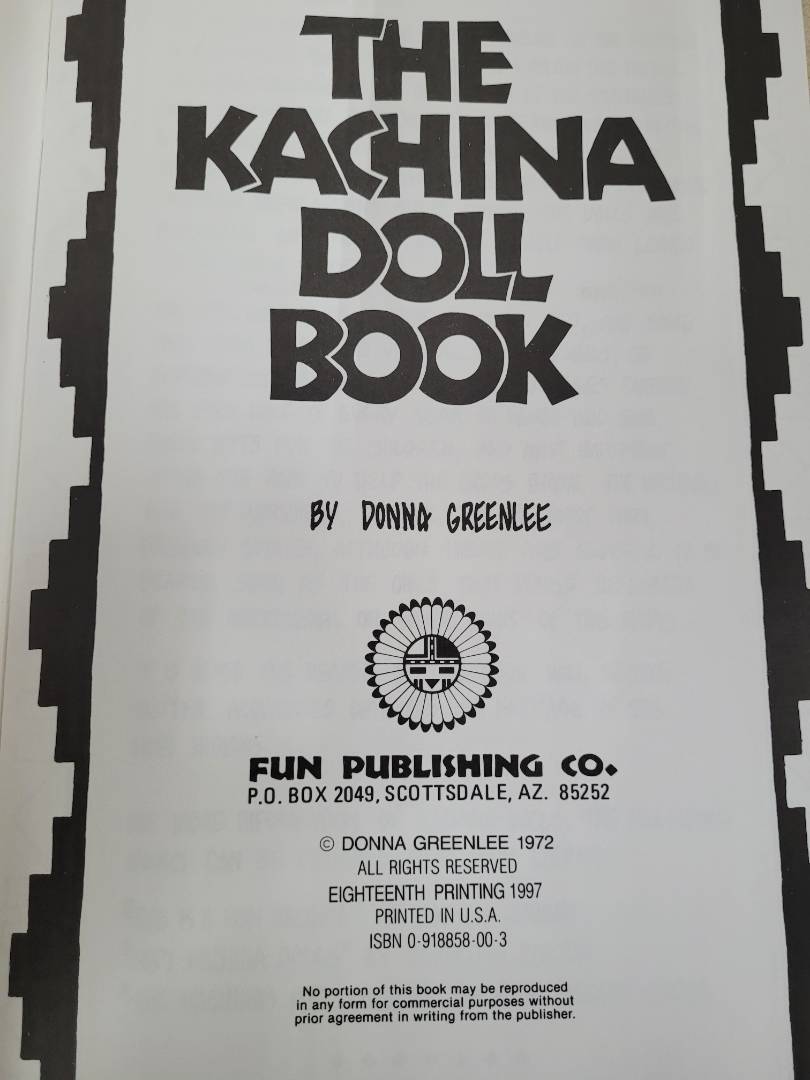 THE
KACHINA
DOLL
BOOK
BY DONNA GREENLEE
FUN PUBLISHING CO.
P.O. BOX 2049, SCOTTSDALE, AZ. 85252
© DONNA GREENLEE 1972
ALL RIGHTS RESERVED
EIGHTEENTH PRINTING 1997
PRINTED IN U.S.A.
ISBN 0-918858-00-3
No portion of this book may be reproduced
in any form for commercial purposes without
prior agreement in writing from the publisher.